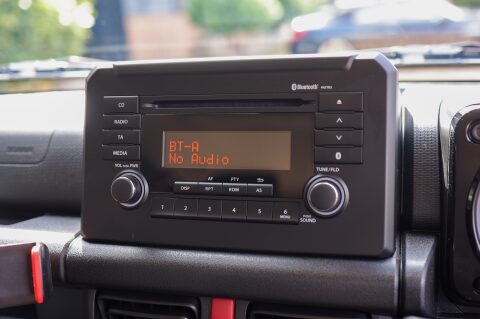 Bluetooth
CD
RADIO
TA
MEDIA
BT-A
No Audio
VOL PUSH PWR
AF PTY
DISP RPT RDM AS
TUNE/FLD
1 2 3 4 5 6
MENU
PUSH
SOUND